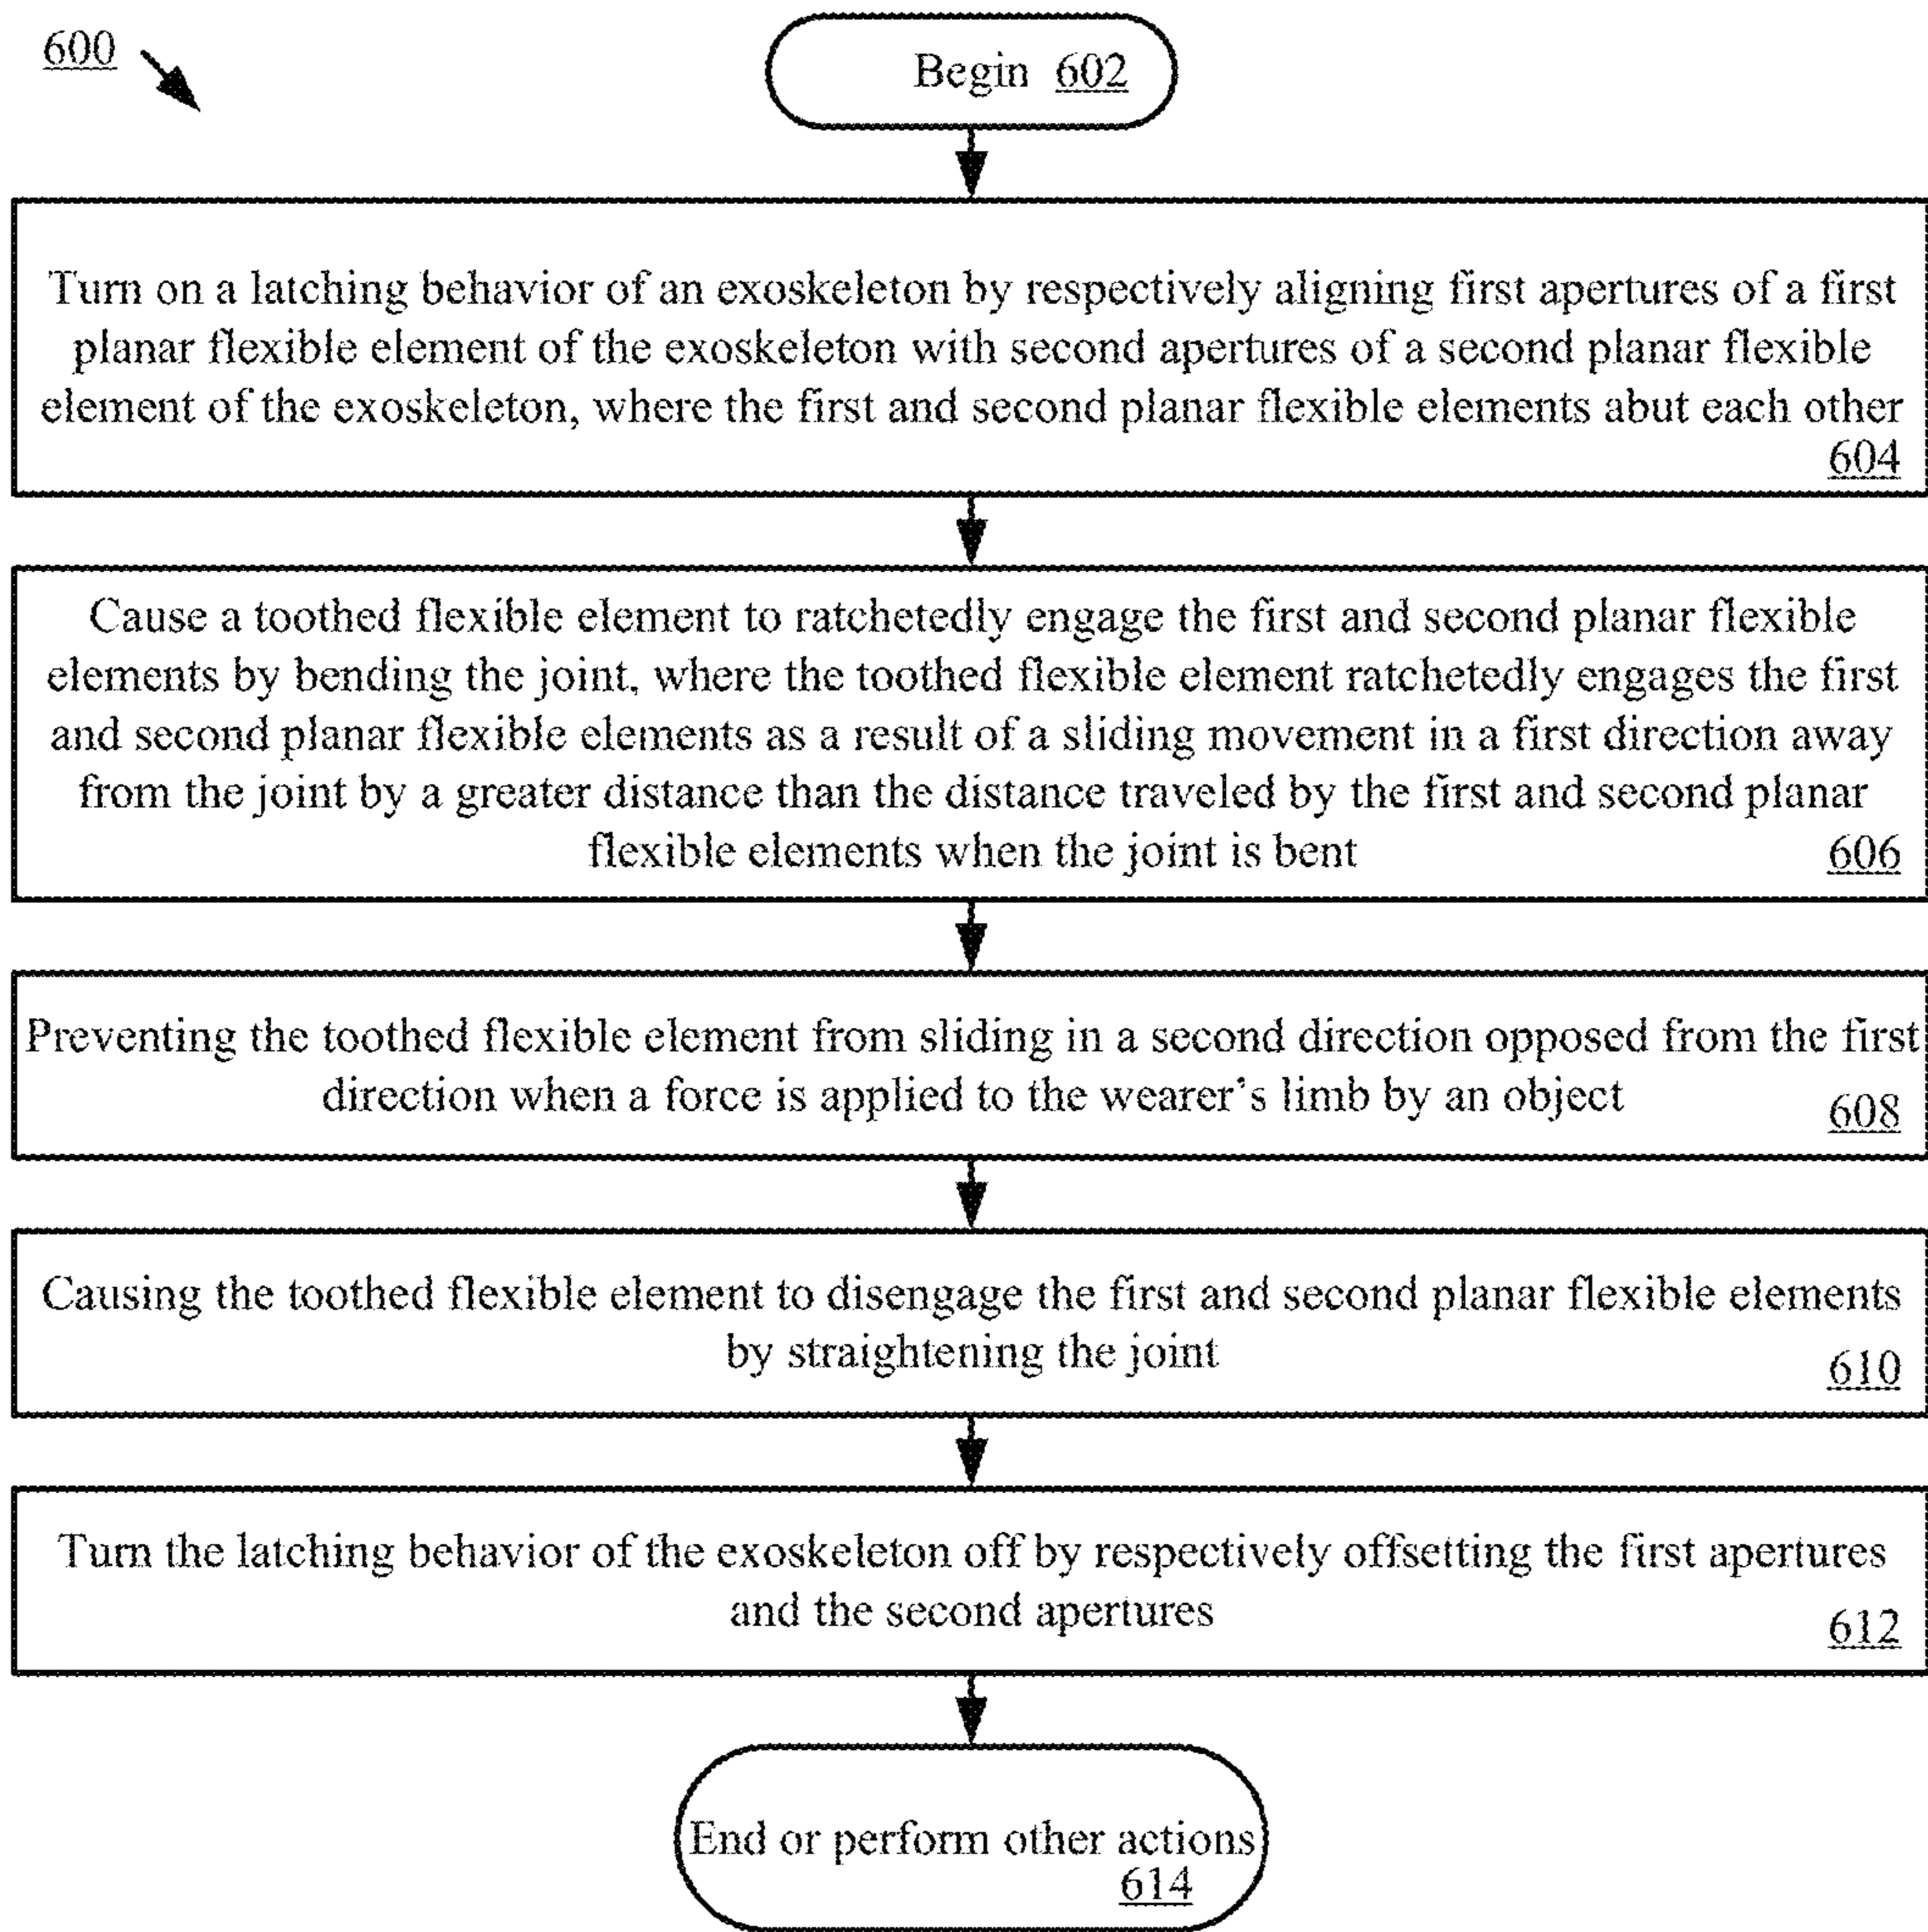 600
Begin 602
Turn on a latching behavior of an exoskeleton by respectively aligning first apertures of a first
planar flexible element of the exoskeleton with second apertures of a second planar flexible
element of the exoskeleton, where the first and second planar flexible elements abut each other
604
Cause a toothed flexible element to ratchetedly engage the first and second planar flexible
elements by bending the joint, where the toothed flexible element ratchetedly engages the first
and second planar flexible elements as a result of a sliding movement in a first direction away
from the joint by a greater distance than the distance traveled by the first and second planar
flexible elements when the joint is bent 606
Preventing the toothed flexible element from sliding in a second direction opposed from the first
direction when a force is applied to the wearer's limb by an object 608
Causing the toothed flexible element to disengage the first and second planar flexible elements
by straightening the joint 610
Turn the latching behavior of the exoskeleton off by respectively offsetting the first apertures
and the second apertures 612
End or perform other actions
614